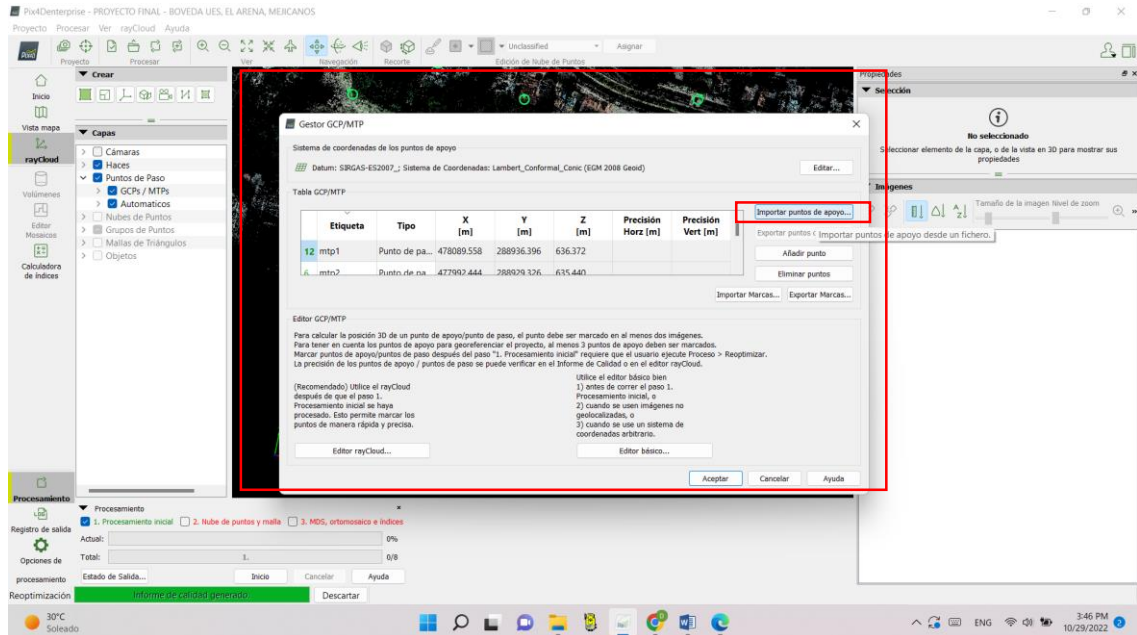 Pix4Denterprise - PROYECTO FINAL - BOVEDA UES, EL ARENA, MEJICANOS
Proyecto Procesar Ver rayCloud Ayuda
Unclassified Asignar
Proyecto Procesar Ver Navegación Recorte Edición de Nube de Puntos
Inicio
Vista mapa
rayCloud
Volúmenes
Editor
Mosaicos
Calculadora
de índices
Crear
Capas
Cámaras
Haces
Puntos de Paso
GCPs / MTPs
Automaticos
Nubes de Puntos
Grupos de Puntos
Mallas de Triángulos
Objetos
Gestor GCP/MTP
Sistema de coordenadas de los puntos de apoyo
Datum: SIRGAS-ES2007_; Sistema de Coordenadas: Lambert_Conformal_Conic (EGM 2008 Geoid)
Editar...
Tabla GCP/MTP
Etiqueta Tipo X [m] Y [m] Z [m] Precisión Horz [m] Precisión Vert [m]
12 mtp1 Punto de pa... 478089.558 288936.396 636.372
6 mtp2 Punto de pa... 477992.444 288929.326 635.440
Importar puntos de apoyo...
Exportar puntos
Importar puntos de apoyo desde un fichero.
Añadir punto
Eliminar puntos
Importar Marcas... Exportar Marcas...
Editor GCP/MTP
Para calcular la posición 3D de un punto de apoyo/punto de paso, el punto debe ser marcado en al menos dos imágenes.
Para tener en cuenta los puntos de apoyo para georeferenciar el proyecto, al menos 3 puntos de apoyo deben ser marcados.
Marcar puntos de apoyo/puntos de paso después del paso "1. Procesamiento inicial" requiere que el usuario ejecute Proceso > Reoptimizar.
La precisión de los puntos de apoyo / puntos de paso se puede verificar en el Informe de Calidad o en el editor rayCloud.
(Recomendado) Utilice el rayCloud
después de que el paso 1.
Procesamiento inicial se haya
procesado. Esto permite marcar los
puntos de manera rápida y precisa.
Editor rayCloud...
Utilice el editor básico bien
1) antes de correr el paso 1.
Procesamiento inicial, o
2) cuando se usen imágenes no
geolocalizadas, o
3) cuando se use un sistema de
coordenadas arbitrario.
Editor básico...
Aceptar Cancelar Ayuda
Propiedades
Selección
No seleccionado
Seleccionar elemento de la capa, o de la vista en 3D para mostrar sus
propiedades
Imágenes
Tamaño de la imagen Nivel de zoom
Procesamiento
Registro de salida
Opciones de
procesamiento
Procesamiento
1. Procesamiento inicial 2. Nube de puntos y malla 3. MDS, ortomosaico e índices
Actual: 0%
Total: 1. 0/8
Estado de Salida... Inicio Cancelar Ayuda
Reoptimización Informe de calidad generado. Descartar
30°C
Soleado
ENG
3:46 PM
10/29/2022
2